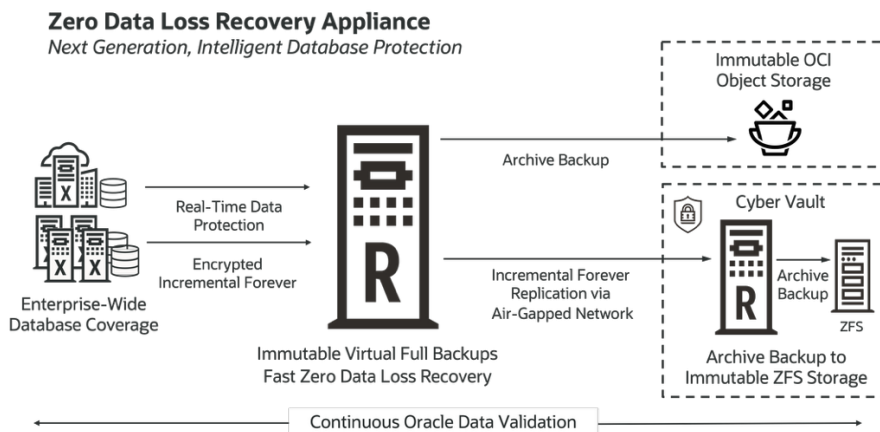 Zero Data Loss Recovery Appliance
Next Generation, Intelligent Database Protection
X
X X
X X
Enterprise-Wide
Database Coverage
Real-Time Data
Protection
Encrypted
Incremental Forever
R
Immutable Virtual Full Backups
Fast Zero Data Loss Recovery
Archive Backup
Immutable OCI
Object Storage
Incremental Forever
Replication via
Air-Gapped Network
Cyber Vault
R
Archive
Backup
ZFS
Archive Backup to
Immutable ZFS Storage
Continuous Oracle Data Validation